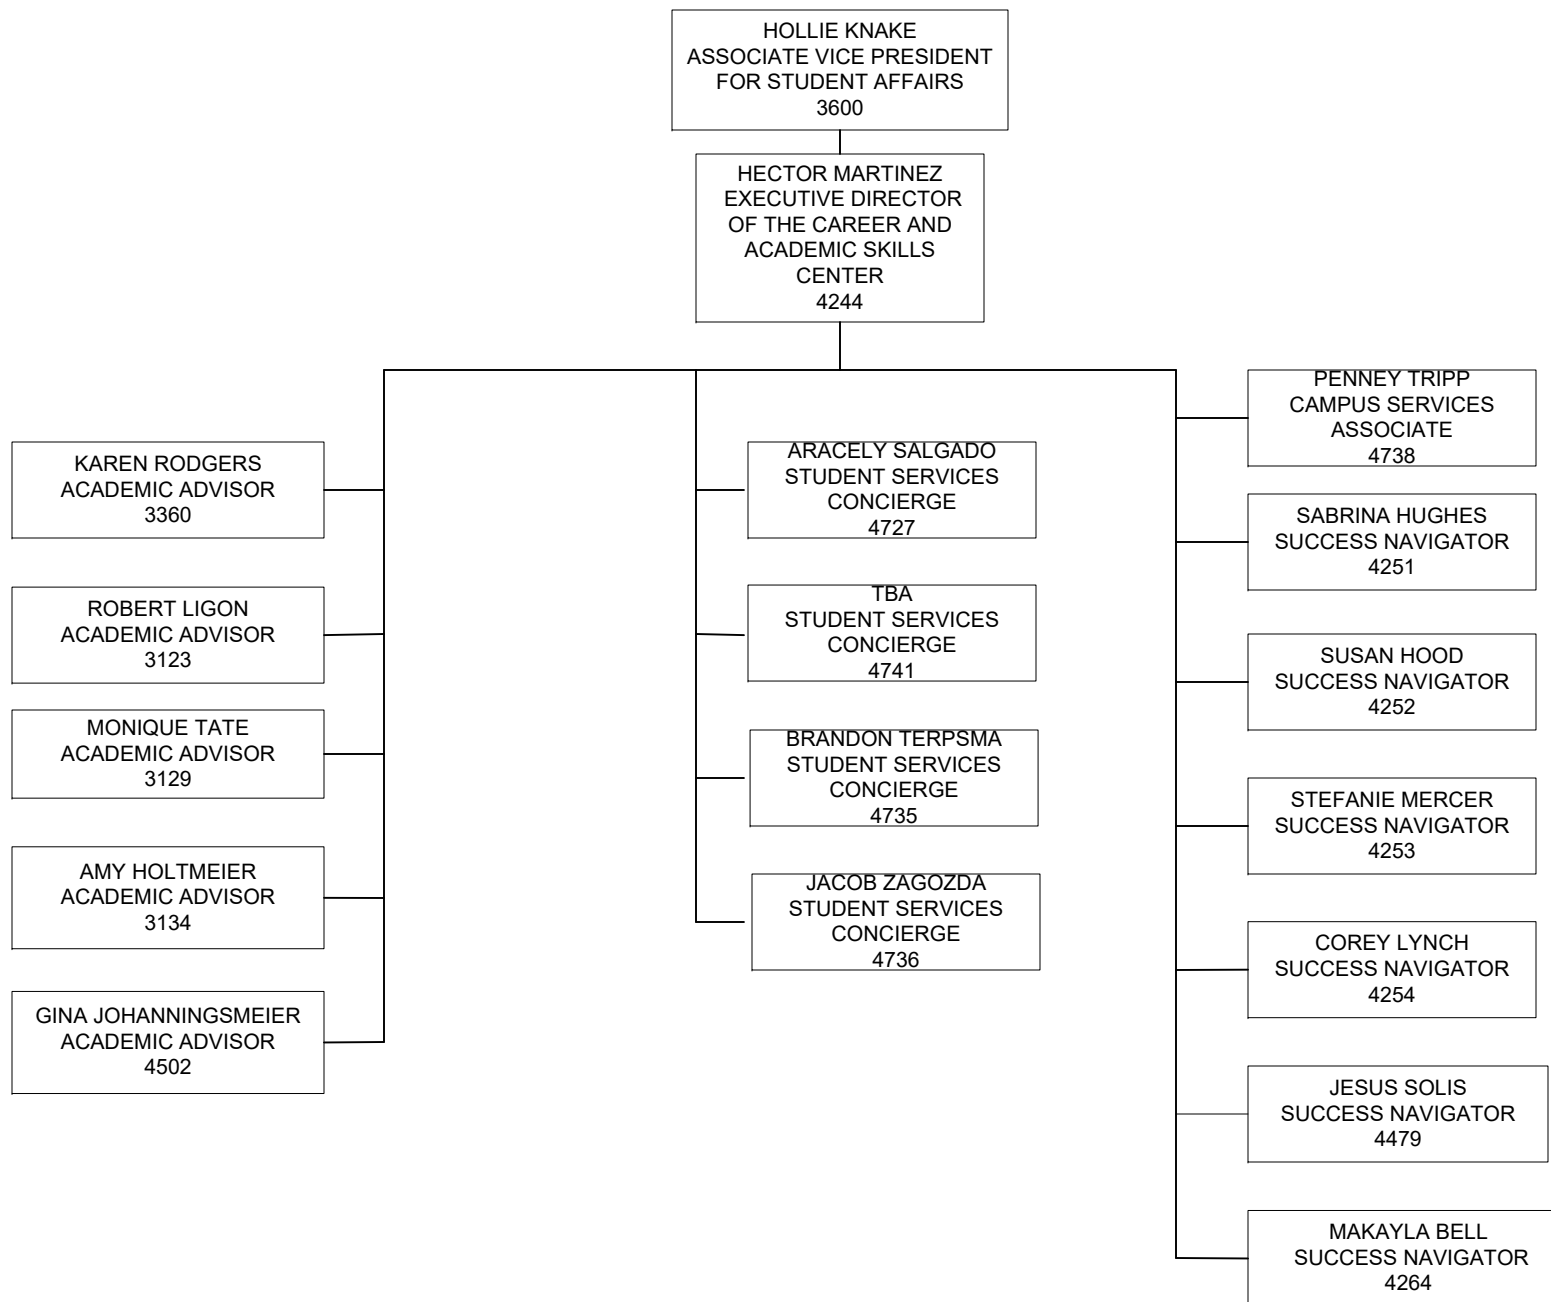 HOLLIE KNAKE
ASSOCIATE VICE PRESIDENT
FOR STUDENT AFFAIRS
3600
HECTOR MARTINEZ
EXECUTIVE DIRECTOR
OF THE CAREER AND
ACADEMIC SKILLS
CENTER
4244
KAREN RODGERS
ACADEMIC ADVISOR
3360
ROBERT LIGON
ACADEMIC ADVISOR
3123
MONIQUE TATE
ACADEMIC ADVISOR
3129
AMY HOLTMEIER
ACADEMIC ADVISOR
3134
GINA JOHANNINGSMEIER
ACADEMIC ADVISOR
4502
ARACELY SALGADO
STUDENT SERVICES
CONCIERGE
4727
TBA
STUDENT SERVICES
CONCIERGE
4741
BRANDON TERPSMA
STUDENT SERVICES
CONCIERGE
4735
JACOB ZAGOZDA
STUDENT SERVICES
CONCIERGE
4736
PENNEY TRIPP
CAMPUS SERVICES
ASSOCIATE
4738
SABRINA HUGHES
SUCCESS NAVIGATOR
4251
SUSAN HOOD
SUCCESS NAVIGATOR
4252
STEFANIE MERCER
SUCCESS NAVIGATOR
4253
COREY LYNCH
SUCCESS NAVIGATOR
4254
JESUS SOLIS
SUCCESS NAVIGATOR
4479
MAKAYLA BELL
SUCCESS NAVIGATOR
4264